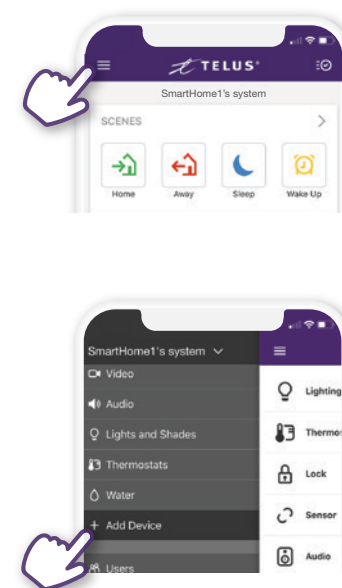 TELUS®
SmartHome1's system
SCENES
Home Away Sleep Wake Up
SmartHome1's system
Video
Audio
Lights and Shades
Thermostats
Water
+ Add Device
Users
Lighting
Thermo
Lock
Sensor
Audio